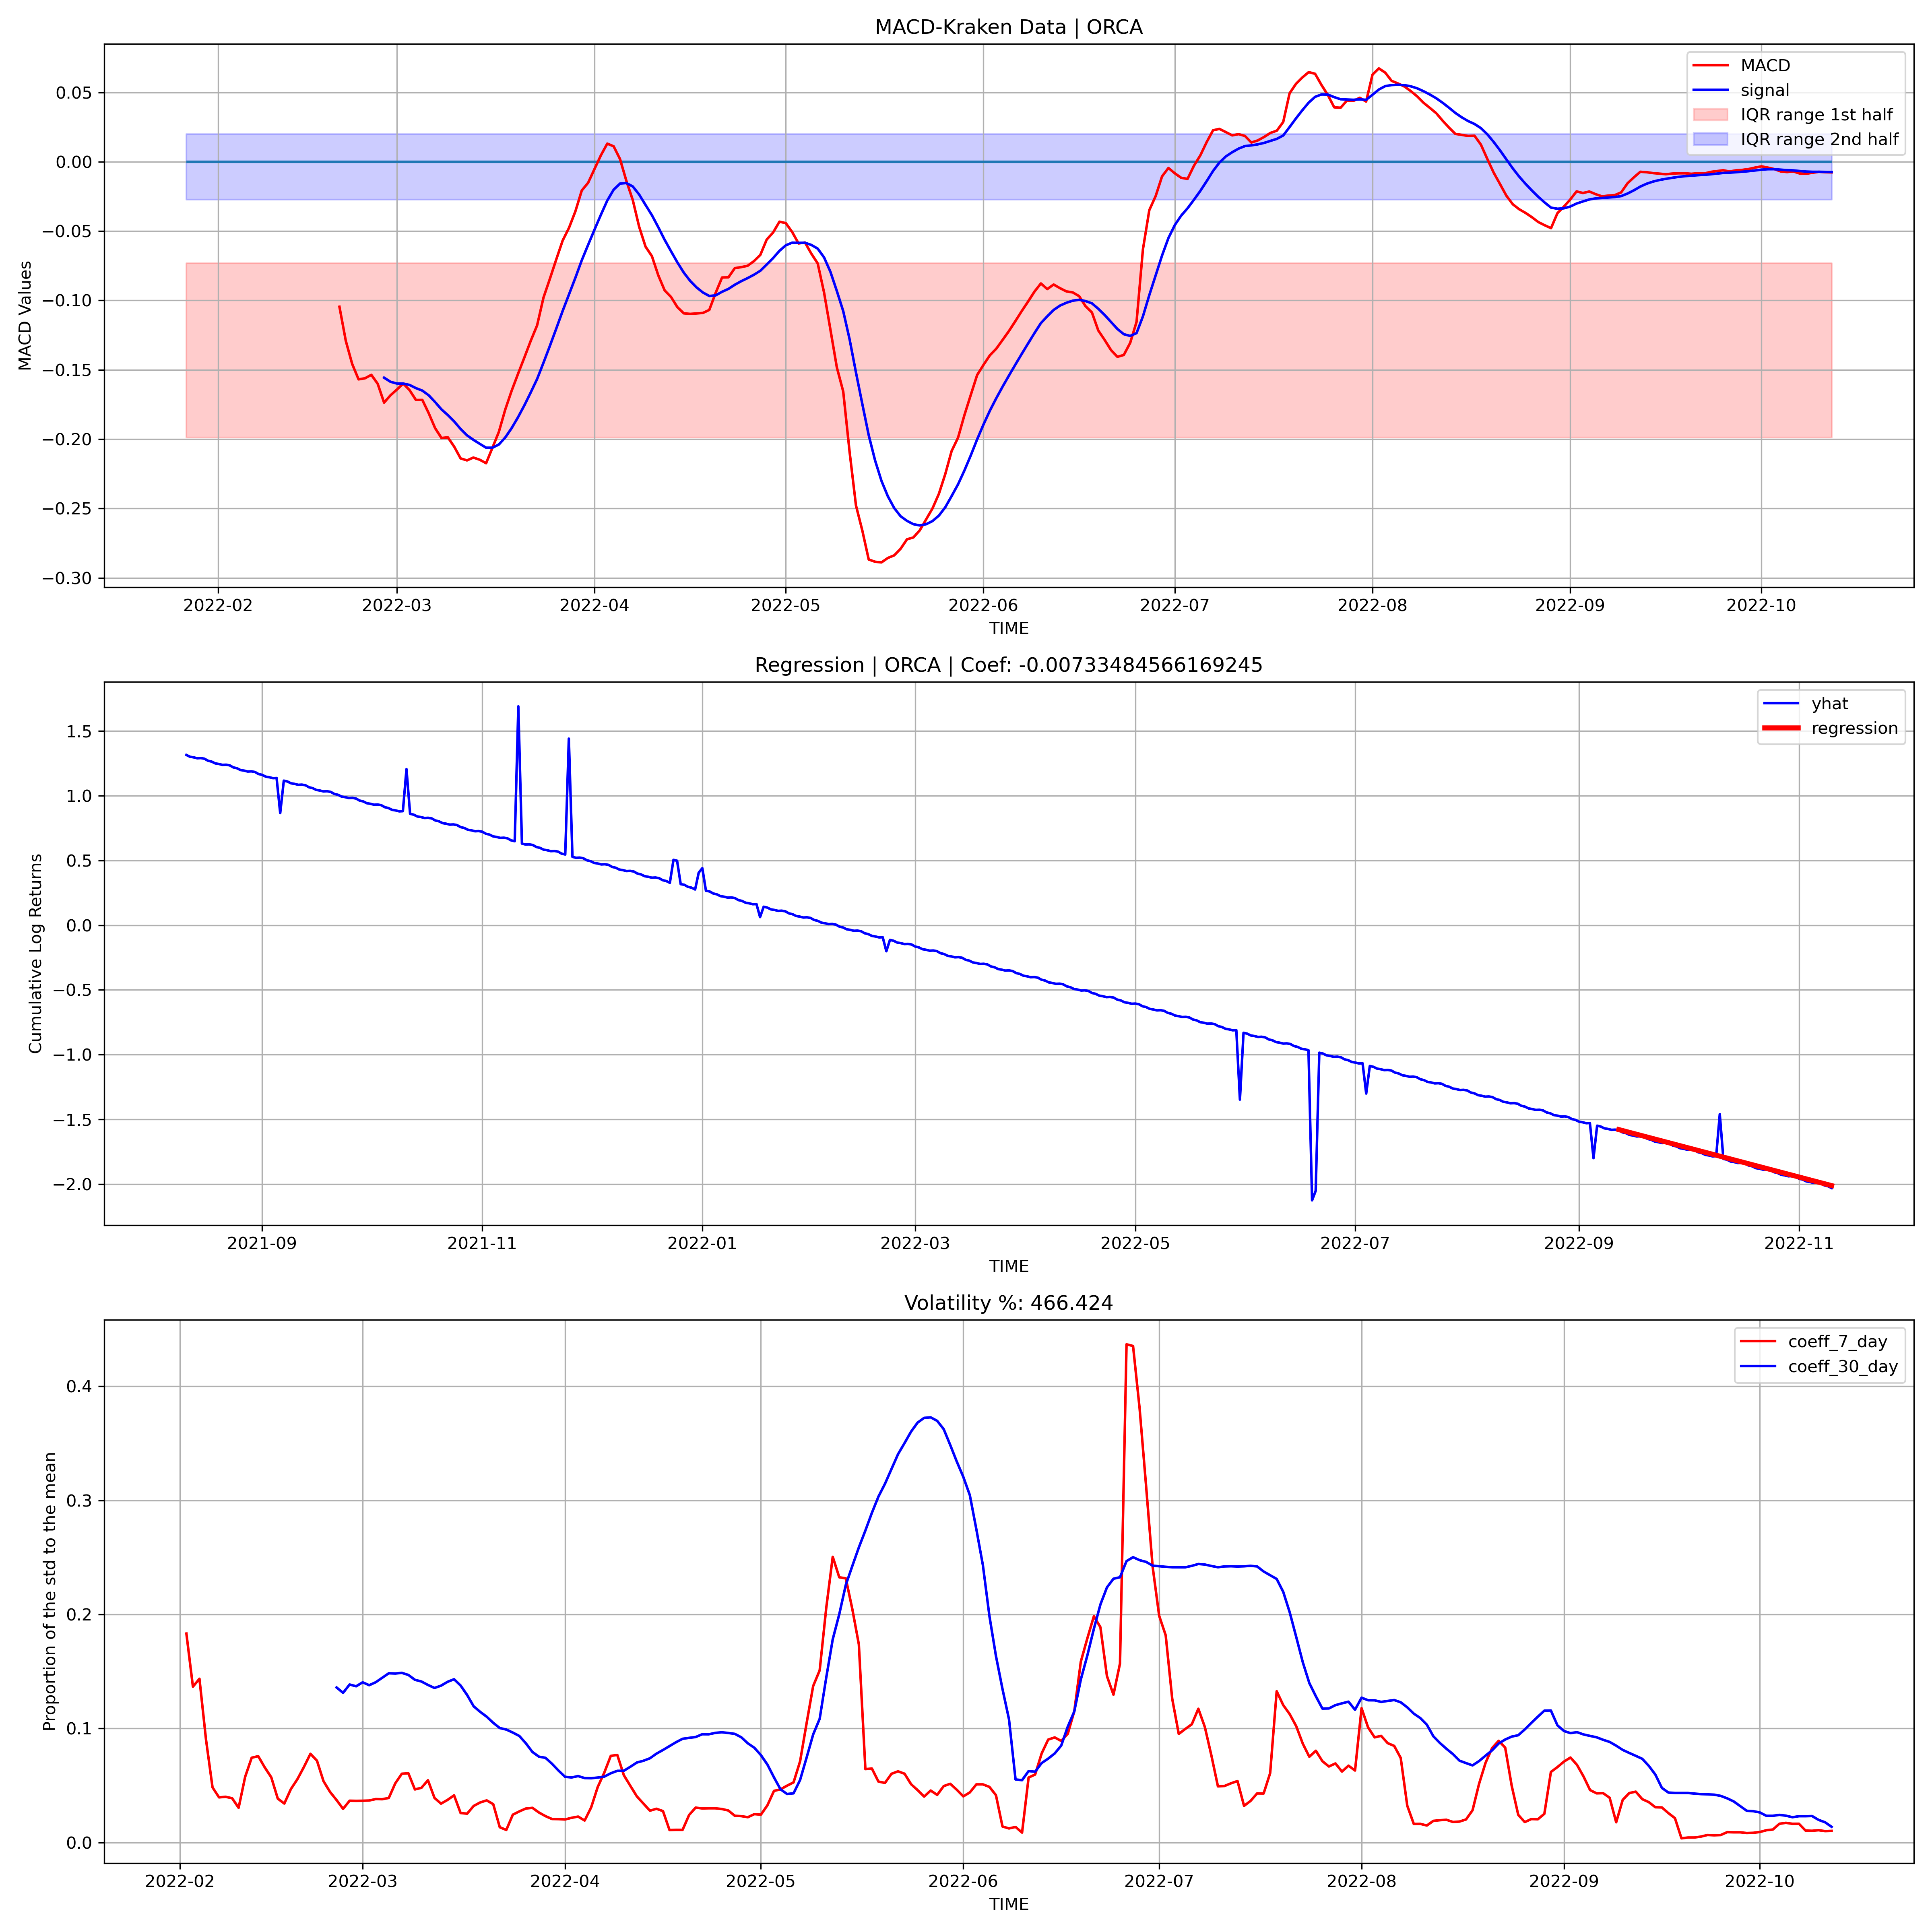 MACD-Kraken Data | ORCA
MACD
signal
IQR range 1st half
IQR range 2nd half
MACD Values
0.05
0.00
−0.05
−0.10
−0.15
−0.20
−0.25
−0.30
2022-02 2022-03 2022-04 2022-05 2022-06 2022-07 2022-08 2022-09 2022-10
TIME
Regression | ORCA | Coef: -0.00733484566169245
yhat
regression
Cumulative Log Returns
1.5
1.0
0.5
0.0
−0.5
−1.0
−1.5
−2.0
2021-09 2021-11 2022-01 2022-03 2022-05 2022-07 2022-09 2022-11
TIME
Volatility %: 466.424
coeff_7_day
coeff_30_day
Proportion of the std to the mean
0.4
0.3
0.2
0.1
0.0
2022-02 2022-03 2022-04 2022-05 2022-06 2022-07 2022-08 2022-09 2022-10
TIME